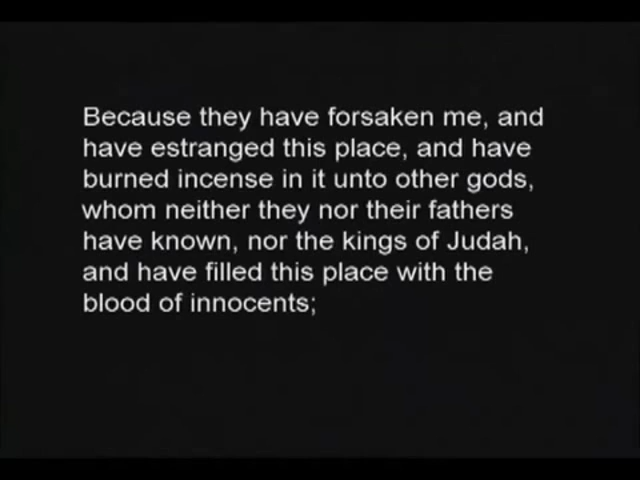 Because they have forsaken me, and
have estranged this place, and have
burned incense in it unto other gods,
whom neither they nor their fathers
have known, nor the kings of Judah,
and have filled this place with the
blood of innocents;